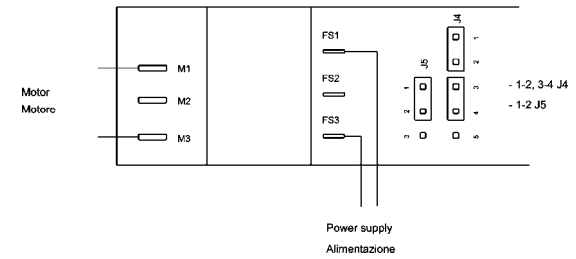 J4
FS1
1
J5
2
M1
FS2
1
3
- 1-2, 3-4 J4
Motor
M2
Motore
2
4
- 1-2 J5
FS3
M3
3
5
Power supply
Alimentazione